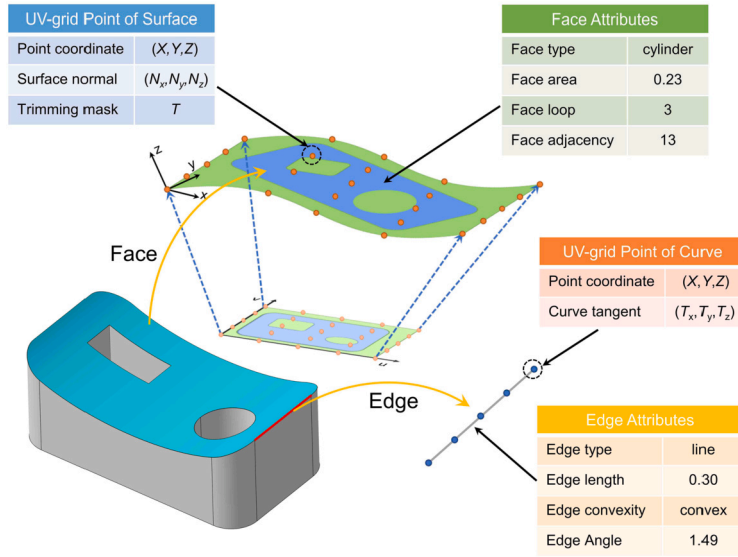 UV-grid Point of Surface
Point coordinate (X,Y,Z)
Surface normal (Nx,Ny,Nz)
Trimming mask T
Face Attributes
Face type cylinder
Face area 0.23
Face loop 3
Face adjacency 13
z
y
x
Face
UV-grid Point of Curve
Point coordinate (X,Y,Z)
Curve tangent (Tx,Ty,Tz)
u
Edge
Edge Attributes
Edge type line
Edge length 0.30
Edge convexity convex
Edge Angle 1.49